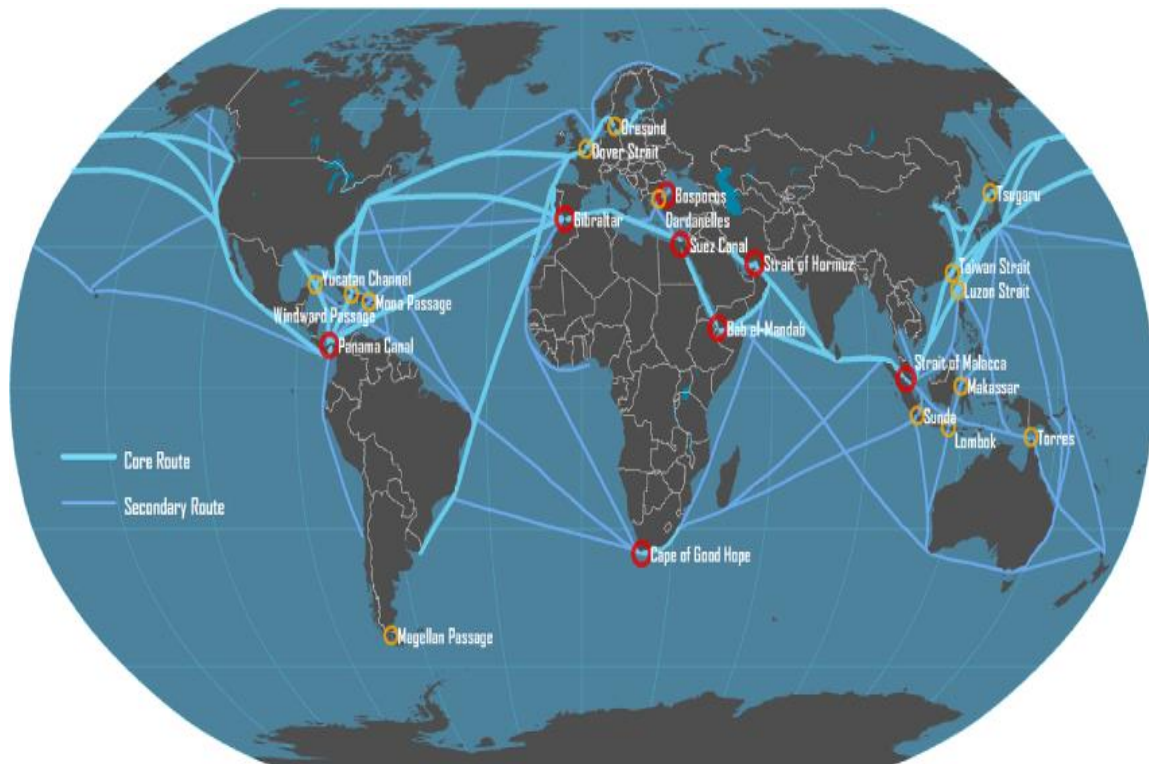 Oresund
Dover Strait
Bosporus
Tsugaru
Gibraltar
Dardanelles
Suez Canal
Strait of Hormuz
Taiwan Strait
Yucatan Channel
Luzon Strait
Mona Passage
Windward Passage
Bab el-Mandab
Panama Canal
Strait of Malacca
Makassar
Sunda
Torres
Lombok
Core Route
Secondary Route
Cape of Good Hope
Magellan Passage